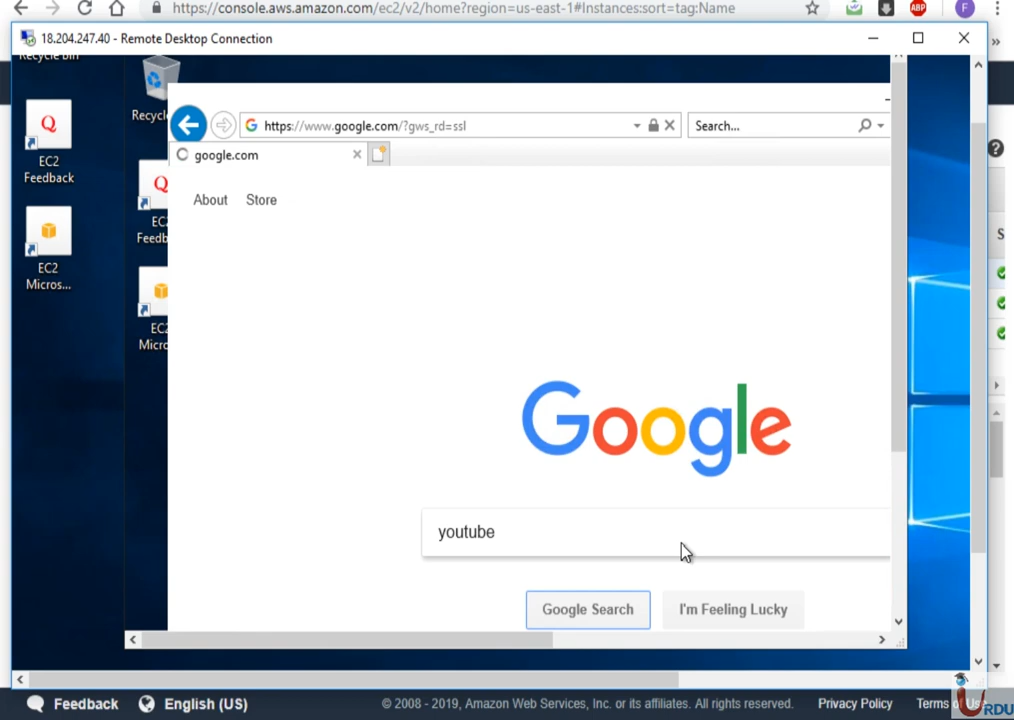 https://console.aws.amazon.com/ec2/v2/home?region=us-east-1#Instances:sort=tag:Name
ABP
F
18.204.247.40 - Remote Desktop Connection
Recycle Bin
Recycl
https://www.google.com/?gws_rd=ssl
Search...
google.com
EC2
Feedback
About
Store
EC2
Feedb
S
EC2
Micros...
EC2
Micro
Google
youtube
Google Search
I'm Feeling Lucky
Feedback
English (US)
© 2008 - 2019, Amazon Web Services, Inc. or its affiliates. All rights reserved.
Privacy Policy
Terms of Us
URDU